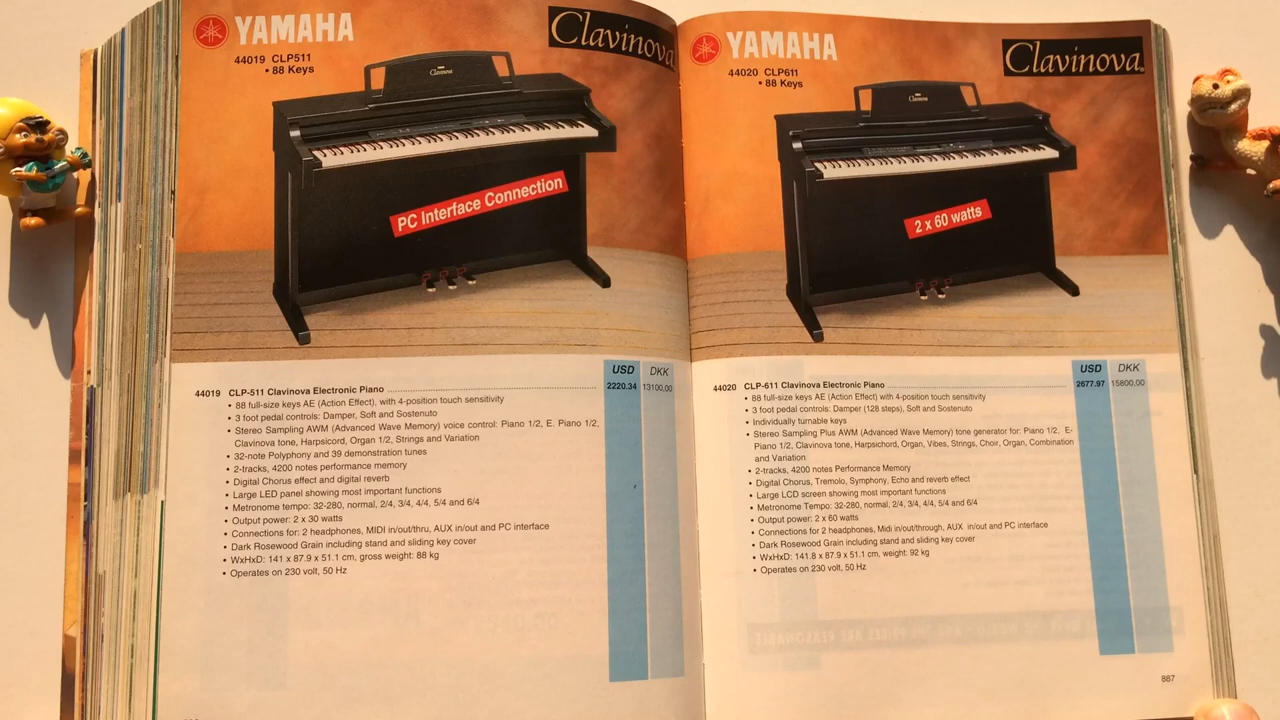 YAMAHA
Clavinova
44019 CLP511
• 88 Keys
Clavinova
PC Interface Connection
USD DKK
44019 CLP-511 Clavinova Electronic Piano 2220.34 13100,00
• 88 full-size keys AE (Action Effect), with 4-position touch sensitivity
• 3 foot pedal controls: Damper, Soft and Sostenuto
• Stereo Sampling AWM (Advanced Wave Memory) voice control: Piano 1/2, E. Piano 1/2,
Clavinova tone, Harpsicord, Organ 1/2, Strings and Variation
• 32-note Polyphony and 39 demonstration tunes
• 2-tracks, 4200 notes performance memory
• Digital Chorus effect and digital reverb
• Large LED panel showing most important functions
• Metronome tempo: 32-280, normal, 2/4, 3/4, 4/4, 5/4 and 6/4
• Output power: 2 x 30 watts
• Connections for: 2 headphones, MIDI in/out/thru, AUX in/out and PC interface
• Dark Rosewood Grain including stand and sliding key cover
• WxHxD: 141 x 87.9 x 51.1 cm, gross weight: 88 kg
• Operates on 230 volt, 50 Hz
YAMAHA
Clavinova
44020 CLP611
• 88 Keys
Clavinova
2 x 60 watts
USD DKK
44020 CLP-611 Clavinova Electronic Piano 2677.97 15800,00
• 88 full-size keys AE (Action Effect) with 4-position touch sensitivity
• 3 foot pedal controls: Damper (128 steps), Soft and Sostenuto
• Individually turnable keys
• Stereo Sampling Plus AWM (Advanced Wave Memory) tone generator for: Piano 1/2, E-
Piano 1/2, Clavinova tone, Harpsichord, Organ, Vibes, Strings, Choir, Organ, Combination
and Variation
• 2-tracks, 4200 notes Performance Memory
• Digital Chorus, Tremolo, Symphony, Echo and reverb effect
• Large LCD screen showing most important functions
• Metronome Tempo: 32-280, normal, 2/4, 3/4, 4/4, 5/4 and 6/4
• Output power: 2 x 60 watts
• Connections for: 2 headphones, Midi in/out/through, AUX in/out and PC interface
• Dark Rosewood Grain including stand and sliding key cover
• WxHxD: 141.8 x 87.9 x 51.1 cm, weight: 92 kg
• Operates on 230 volt, 50 Hz
887